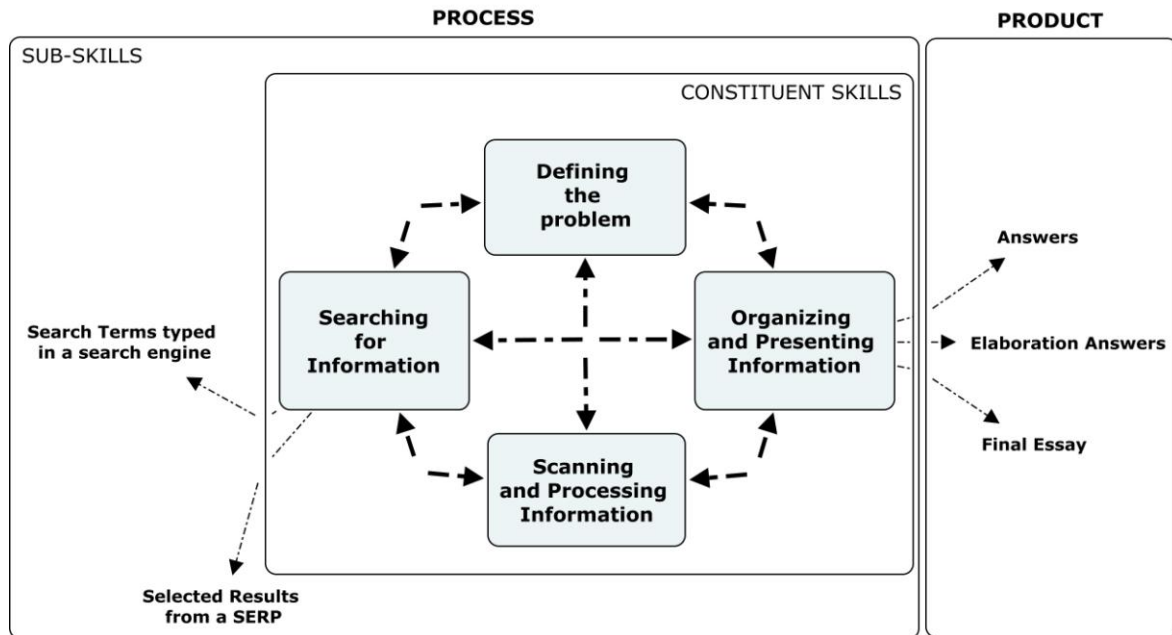 PROCESS
PRODUCT
SUB-SKILLS
CONSTITUENT SKILLS
Defining
the
problem
Searching
for
Information
Organizing
and Presenting
Information
Scanning
and Processing
Information
Search Terms typed
in a search engine
Selected Results
from a SERP
Answers
Elaboration Answers
Final Essay